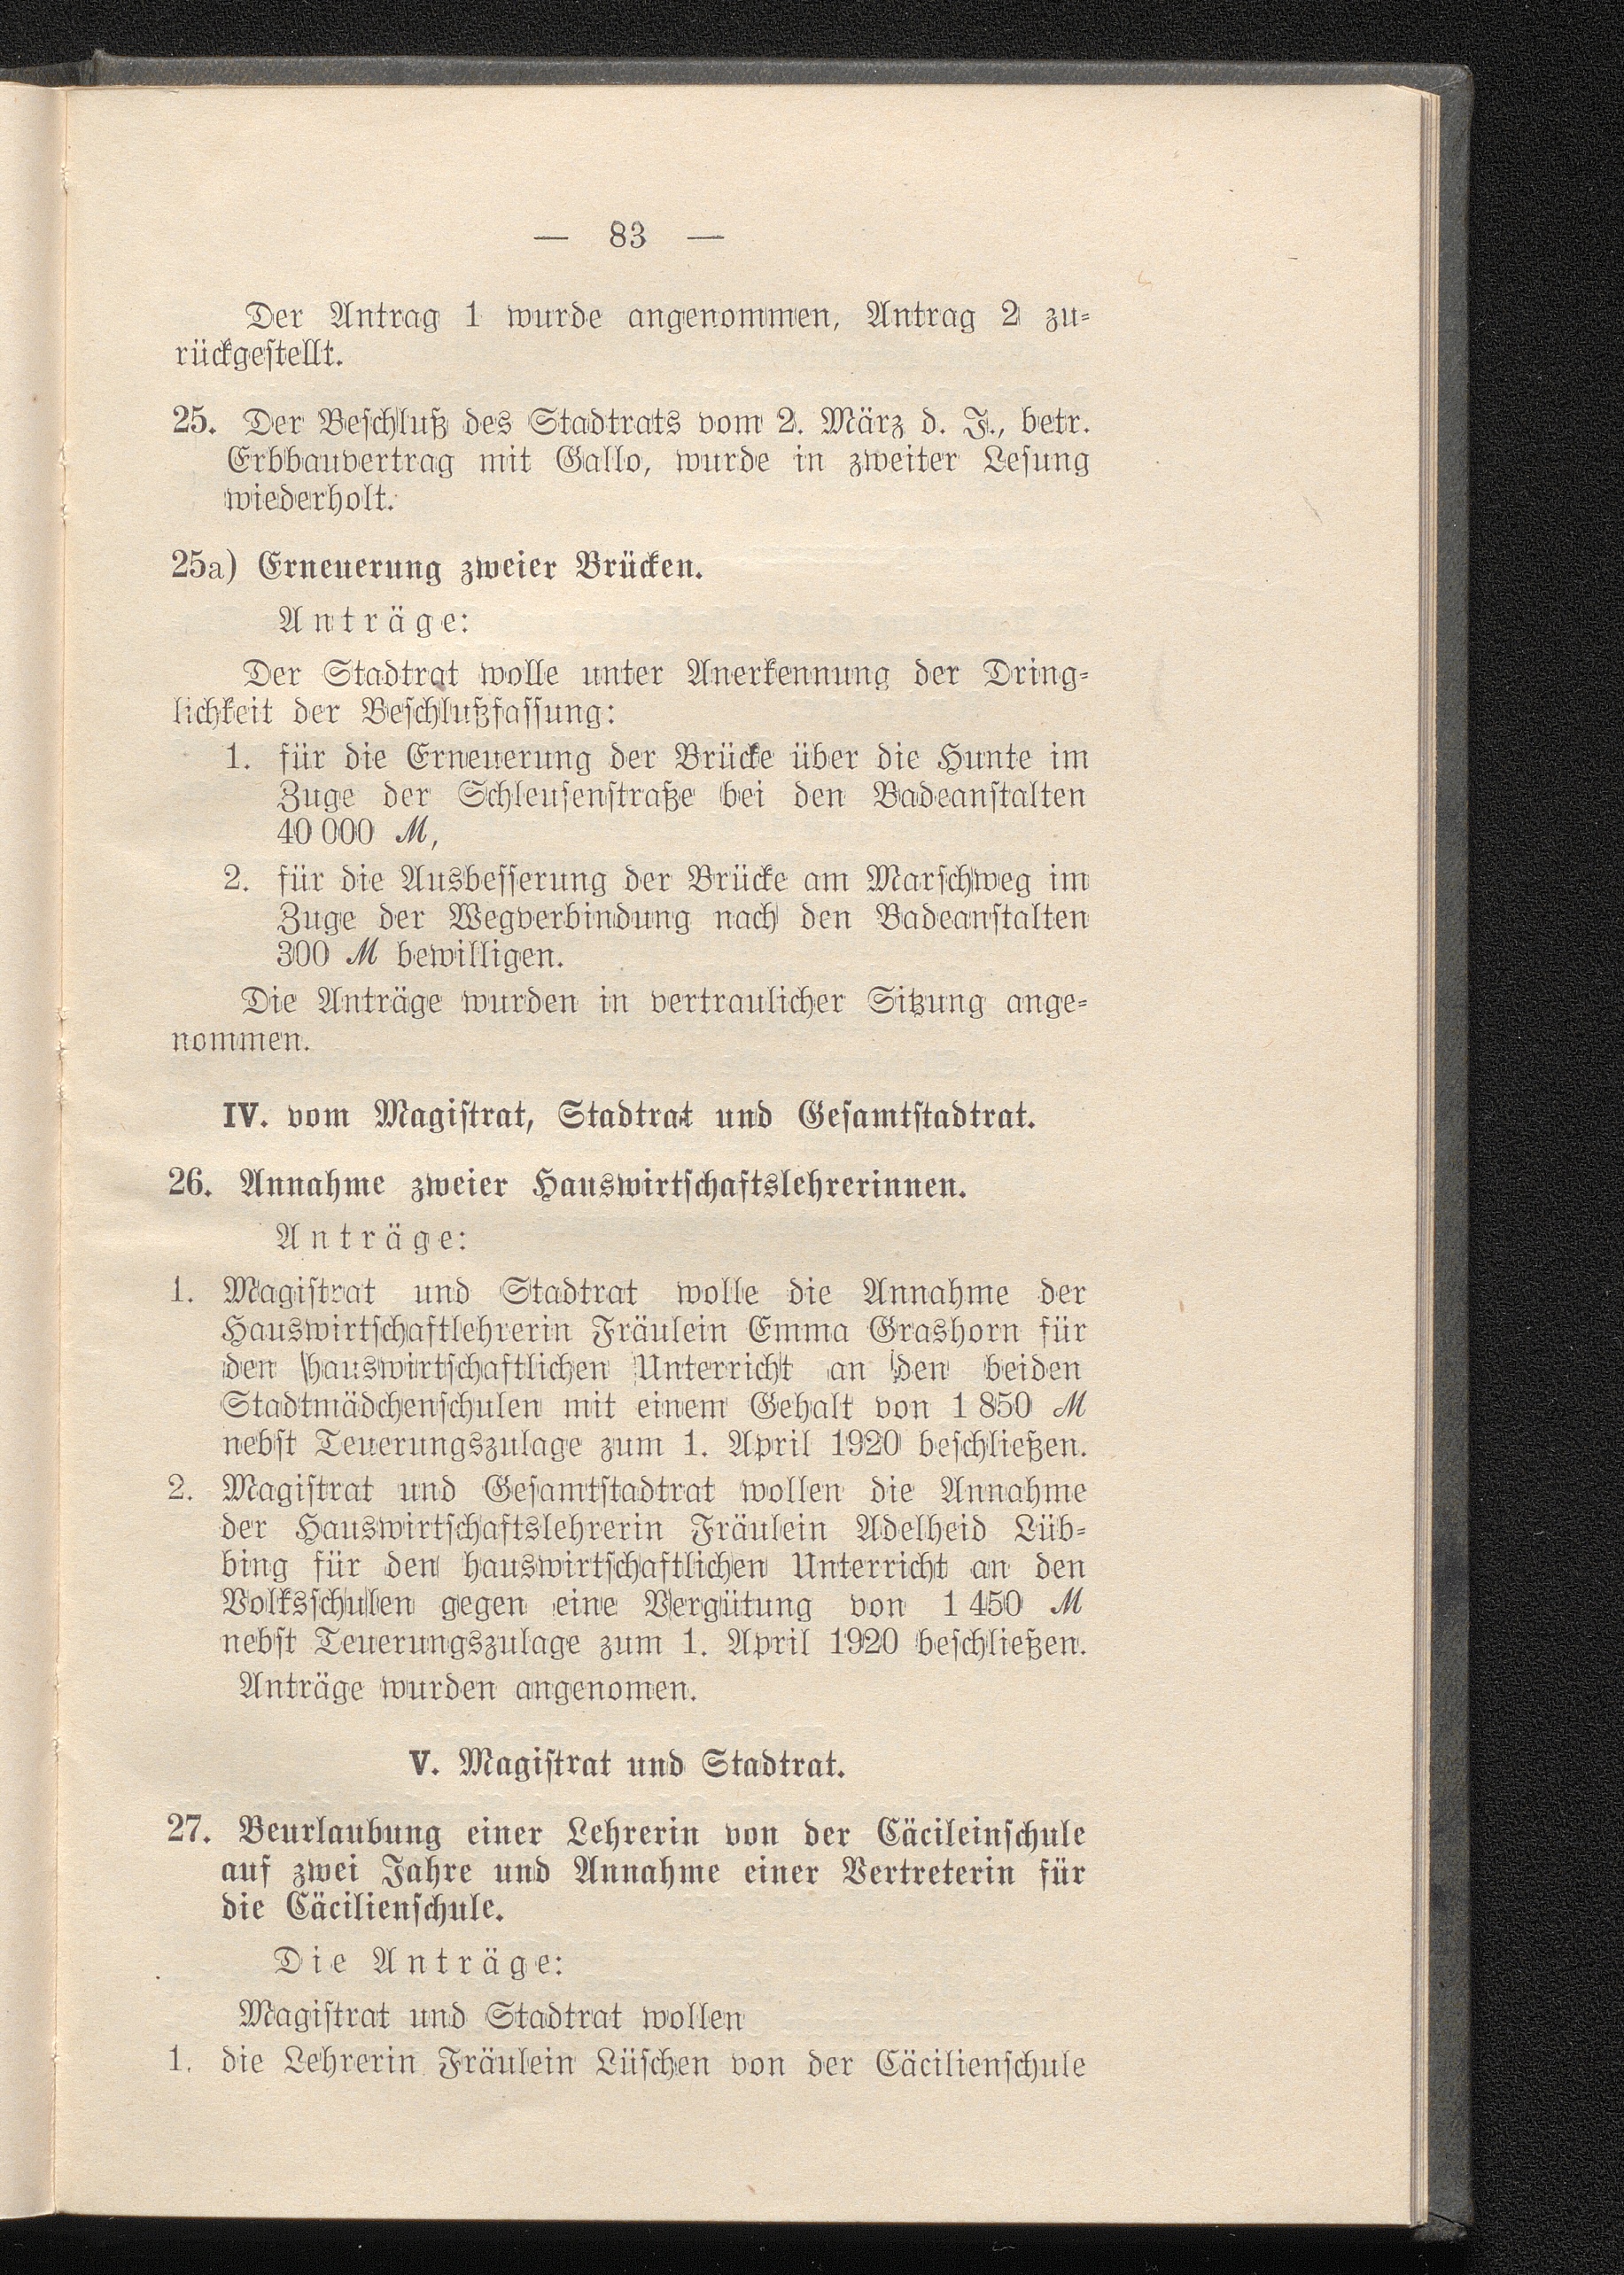 — 83 —
Der Antrag 1 wurde angenommen, Antrag 2 zu-
rückgestellt.
25. Der Beschluß des Stadtrats vom 2. März d. J., betr.
Erbbauvertrag mit Gallo, wurde in zweiter Lesung
wiederholt.
25a) Erneuerung zweier Brücken.
Anträge:
Der Stadtrat wolle unter Anerkennung der Dring-
lichkeit der Beschlußfassung:
1. für die Erneuerung der Brücke über die Hunte im
Zuge der Schleusenstraße bei den Badeanstalten
40 000 M,
2. für die Ausbesserung der Brücke am Marschweg im
Zuge der Wegverbindung nach den Badeanstalten
300 M bewilligen.
Die Anträge wurden in vertraulicher Sitzung ange-
nommen.
IV. vom Magistrat, Stadtrat und Gesamtstadtrat.
26. Annahme zweier Hauswirtschaftslehrerinnen.
Anträge:
1. Magistrat und Stadtrat wolle die Annahme der
Hauswirtschaftlehrerin Fräulein Emma Grashorn für
den hauswirtschaftlichen Unterricht an den beiden
Stadtmädchenschulen mit einem Gehalt von 1 850 M
nebst Teuerungszulage zum 1. April 1920 beschließen.
2. Magistrat und Gesamtstadtrat wollen die Annahme
der Hauswirtschaftslehrerin Fräulein Adelheid Lüb-
bing für den hauswirtschaftlichen Unterricht an den
Volksschulen gegen eine Vergütung von 1 450 M
nebst Teuerungszulage zum 1. April 1920 beschließen.
Anträge wurden angenomen.
V. Magistrat und Stadtrat.
27. Beurlaubung einer Lehrerin von der Cäcileinschule
auf zwei Jahre und Annahme einer Vertreterin für
die Cäcilienschule.
Die Anträge:
Magistrat und Stadtrat wollen
1. die Lehrerin Fräulein Lüschen von der Cäcilienschule